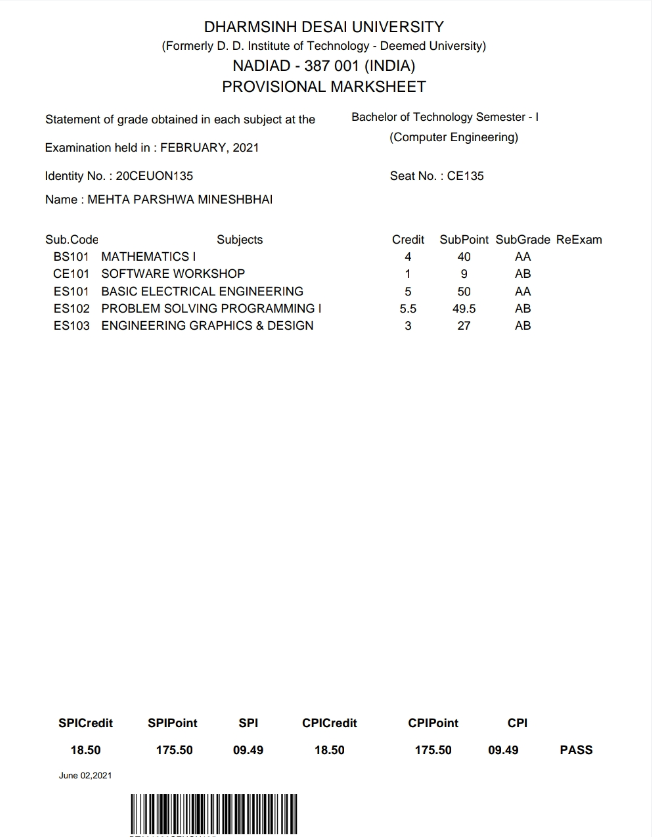 DHARMSINH DESAI UNIVERSITY
(Formerly D. D. Institute of Technology - Deemed University)
NADIAD - 387 001 (INDIA)
PROVISIONAL MARKSHEET
Statement of grade obtained in each subject at the Bachelor of Technology Semester - I
(Computer Engineering)
Examination held in : FEBRUARY, 2021
Identity No. : 20CEUON135 Seat No. : CE135
Name : MEHTA PARSHWA MINESHBHAI
Sub.Code Subjects Credit SubPoint SubGrade ReExam
BS101 MATHEMATICS I 4 40 AA
CE101 SOFTWARE WORKSHOP 1 9 AB
ES101 BASIC ELECTRICAL ENGINEERING 5 50 AA
ES102 PROBLEM SOLVING PROGRAMMING I 5.5 49.5 AB
ES103 ENGINEERING GRAPHICS & DESIGN 3 27 AB
SPICredit SPIPoint SPI CPICredit CPIPoint CPI
18.50 175.50 09.49 18.50 175.50 09.49 PASS
June 02,2021